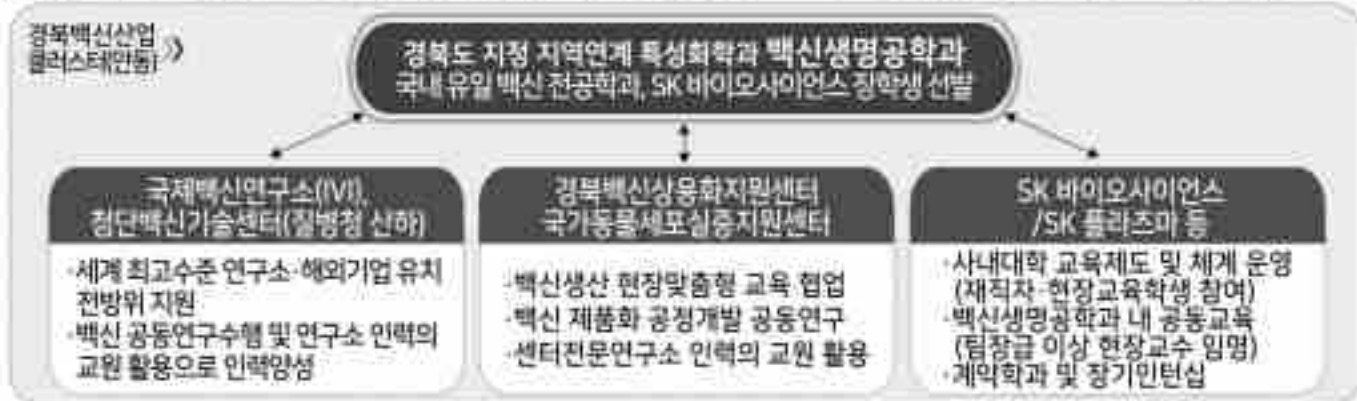 경북백신산업
클러스터(안동) 》
경북도 지정 지역연계 특성화학과 백신생명공학과
국내 유일 백신 전공학과, SK 바이오사이언스 장학생 선발
국제백신연구소(IVI),
첨단백신기술센터(질병청 산하)
·세계 최고수준 연구소·해외기업 유치
전방위 지원
·백신 공동연구수행 및 연구소 인력의
교원 활용으로 인력양성
경북백신상용화지원센터
국가동물세포실증지원센터
·백신생산 현장맞춤형 교육 협업
·백신 제품화 공정개발 공동연구
·센터전문연구소 인력의 교원 활용
SK 바이오사이언스
/SK 플라즈마 등
·사내대학 교육제도 및 체계 운영
(재직자·현장교육학생 참여)
·백신생명공학과 내 공동교육
(팀장급 이상 현장교수 임명)
·계약학과 및 장기인턴십